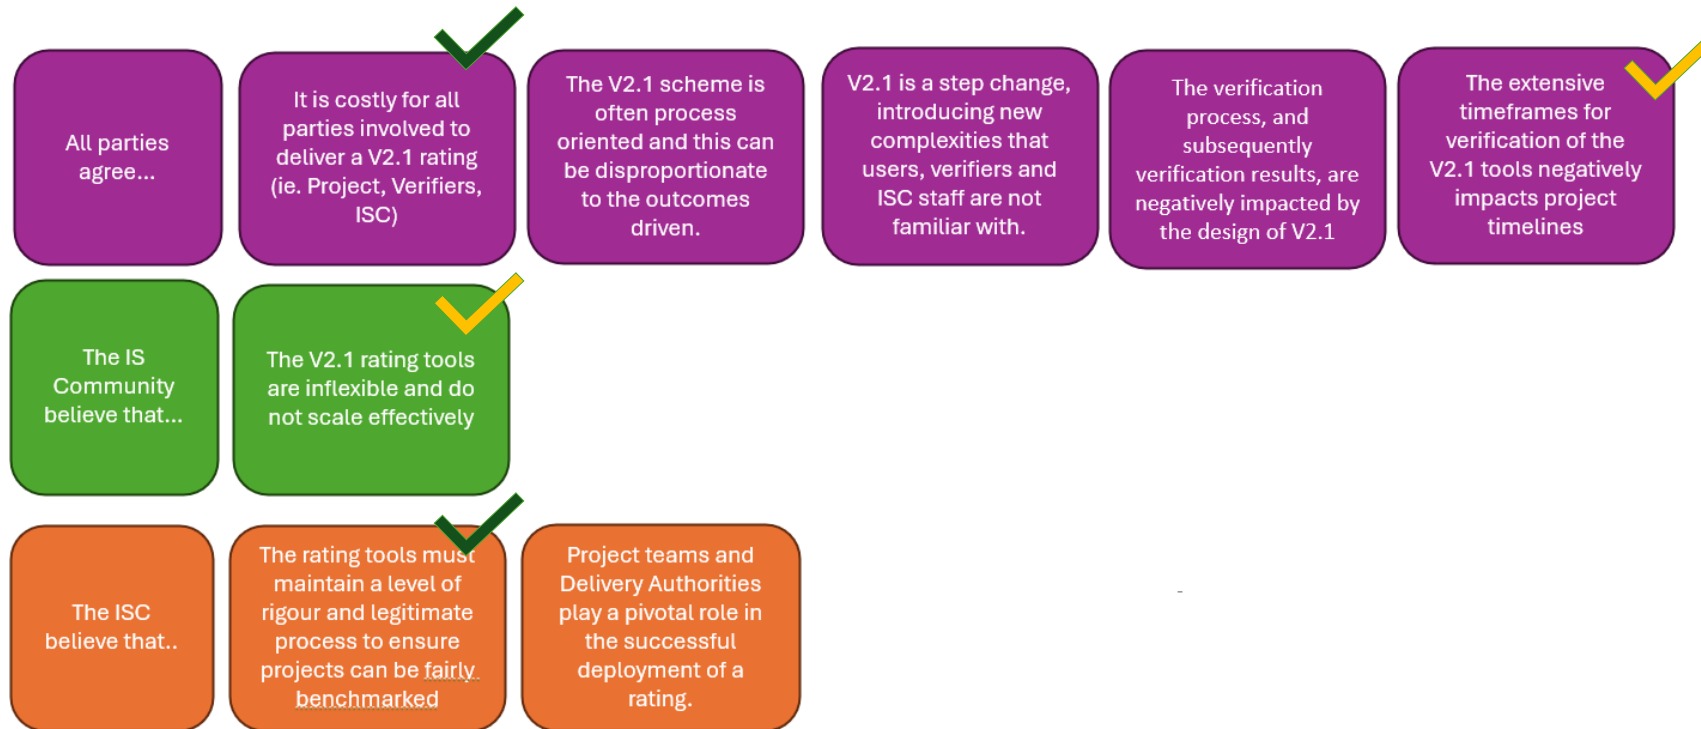 All parties
agree...
It is costly for all
parties involved to
deliver a V2.1 rating
(ie. Project, Verifiers,
ISC)
The V2.1 scheme is
often process
oriented and this can
be disproportionate
to the outcomes
driven.
V2.1 is a step change,
introducing new
complexities that
users, verifiers and
ISC staff are not
familiar with.
The verification
process, and
subsequently
verification results, are
negatively impacted by
the design of V2.1
The extensive
timeframes for
verification of the
V2.1 tools negatively
impacts project
timelines
The IS
Community
believe that...
The V2.1 rating tools
are inflexible and do
not scale effectively
The ISC
believe that..
The rating tools must
maintain a level of
rigour and legitimate
process to ensure
projects can be fairly
benchmarked
Project teams and
Delivery Authorities
play a pivotal role in
the successful
deployment of a
rating.